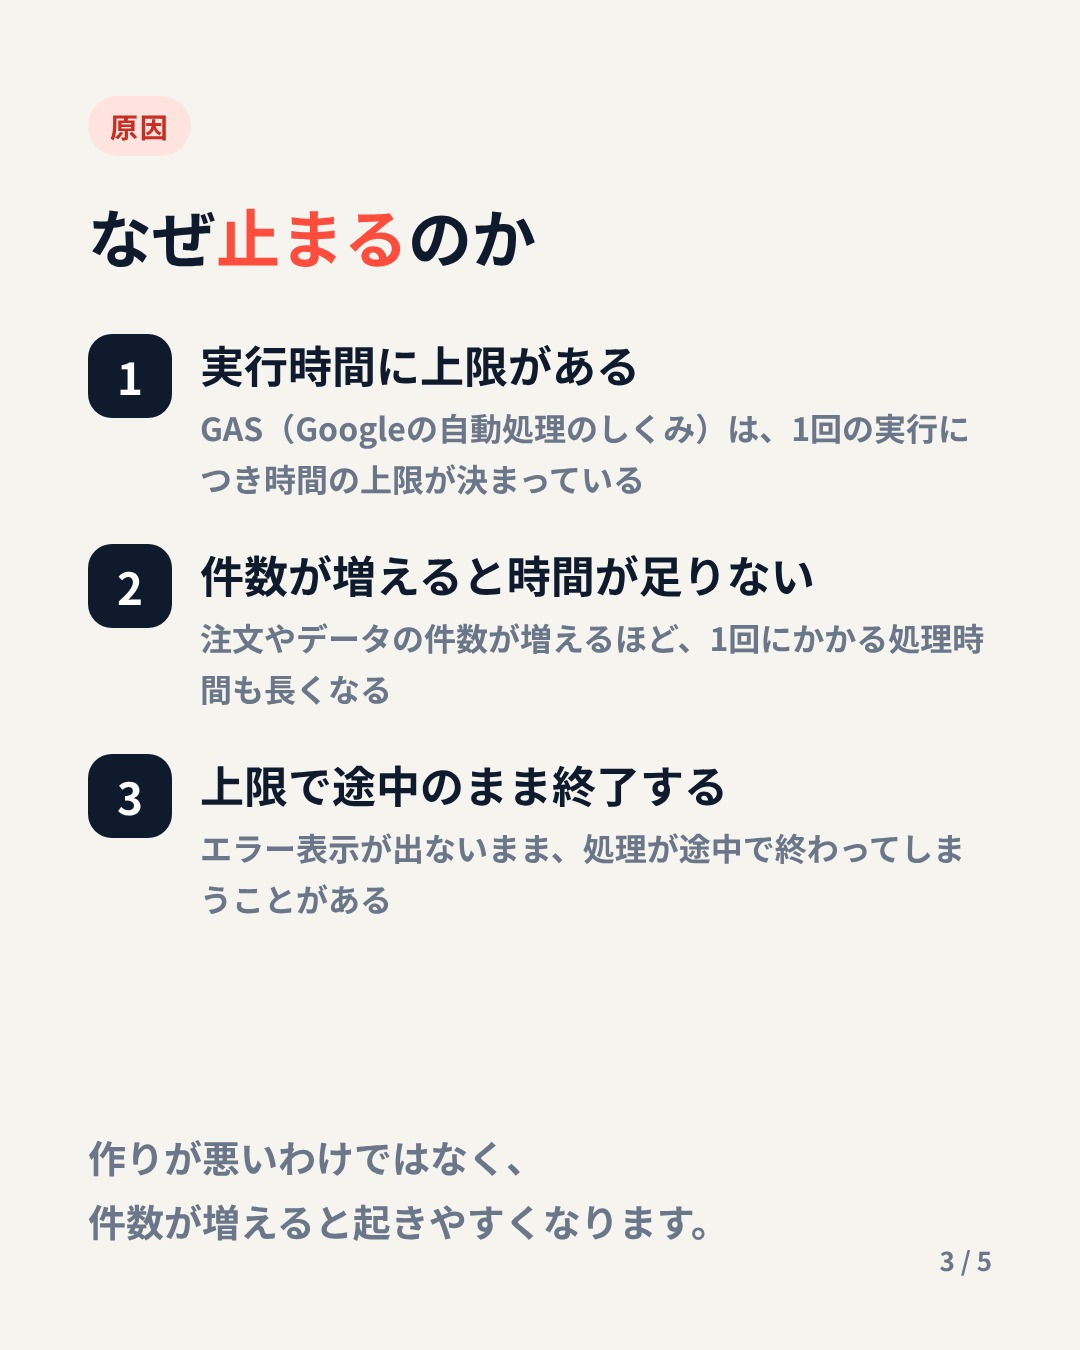 原因
なぜ止まるのか
1
実行時間に上限がある
GAS（Googleの自動処理のしくみ）は、1回の実行に
つき時間の上限が決まっている
2
件数が増えると時間が足りない
注文やデータの件数が増えるほど、1回にかかる処理時
間も長くなる
3
上限で途中のまま終了する
エラー表示が出ないまま、処理が途中で終わってしま
うことがある
作りが悪いわけではなく、
件数が増えると起きやすくなります。
3 / 5